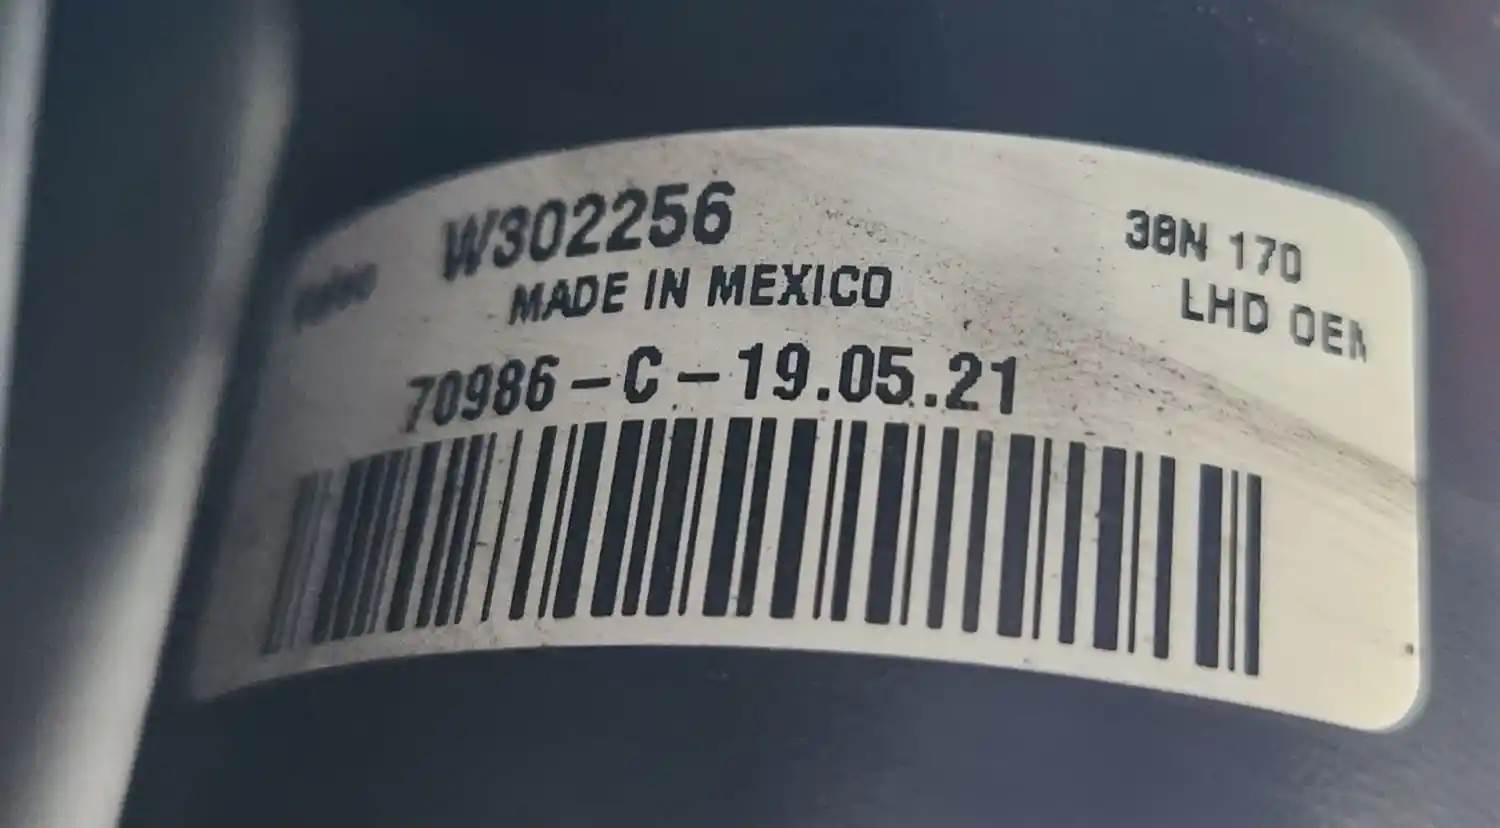 W302256
MADE IN MEXICO
38N 170
LHD OEM
70986-C-19.05.21